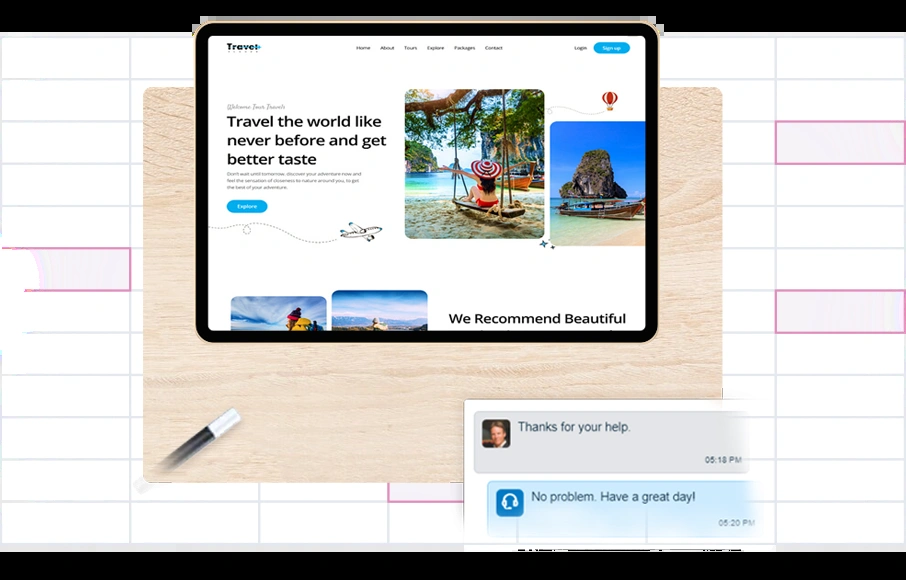 Travel
Home About Tours Explore Packages Contact
Login Sign up
Welcome Tour Travels
Travel the world like
never before and get
better taste
Don't wait until tomorrow, discover your adventure now and
feel the sensation of closeness to nature around you, to get
the best of your adventure.
Explore
We Recommend Beautiful
Thanks for your help.
05:18 PM
No problem. Have a great day!
05:20 PM